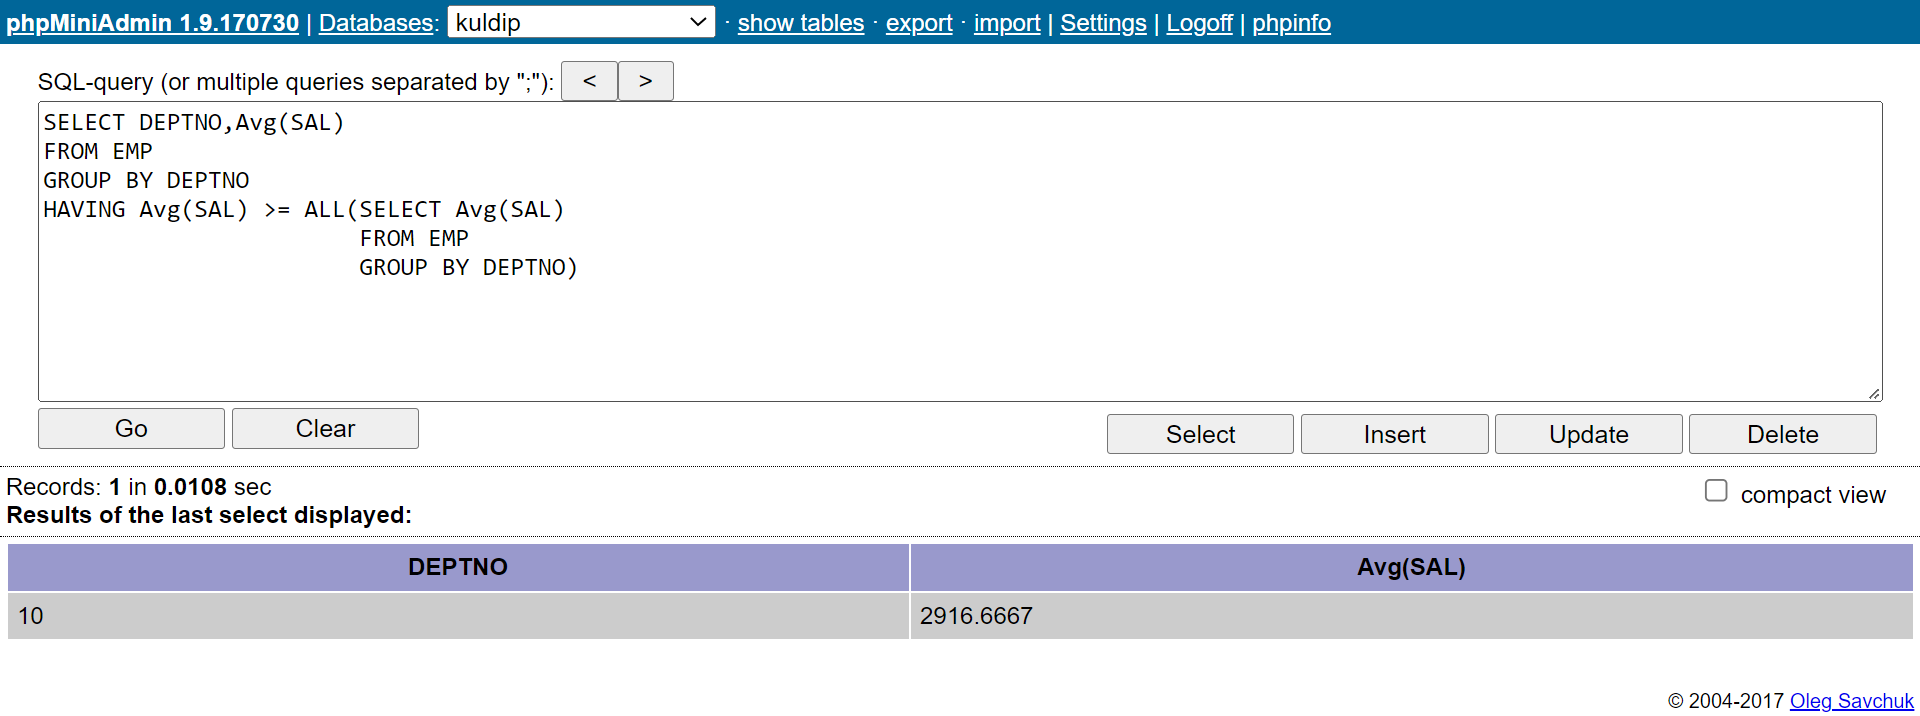 phpMiniAdmin 1.9.170730 | Databases: kuldip · show tables · export · import | Settings | Logoff | phpinfo
SQL-query (or multiple queries separated by ";"): < >
SELECT DEPTNO,Avg(SAL)
FROM EMP
GROUP BY DEPTNO
HAVING Avg(SAL) >= ALL(SELECT Avg(SAL)
FROM EMP
GROUP BY DEPTNO)
Go Clear Select Insert Update Delete
Records: 1 in 0.0108 sec compact view
Results of the last select displayed:
DEPTNO Avg(SAL)
10 2916.6667
© 2004-2017 Oleg Savchuk